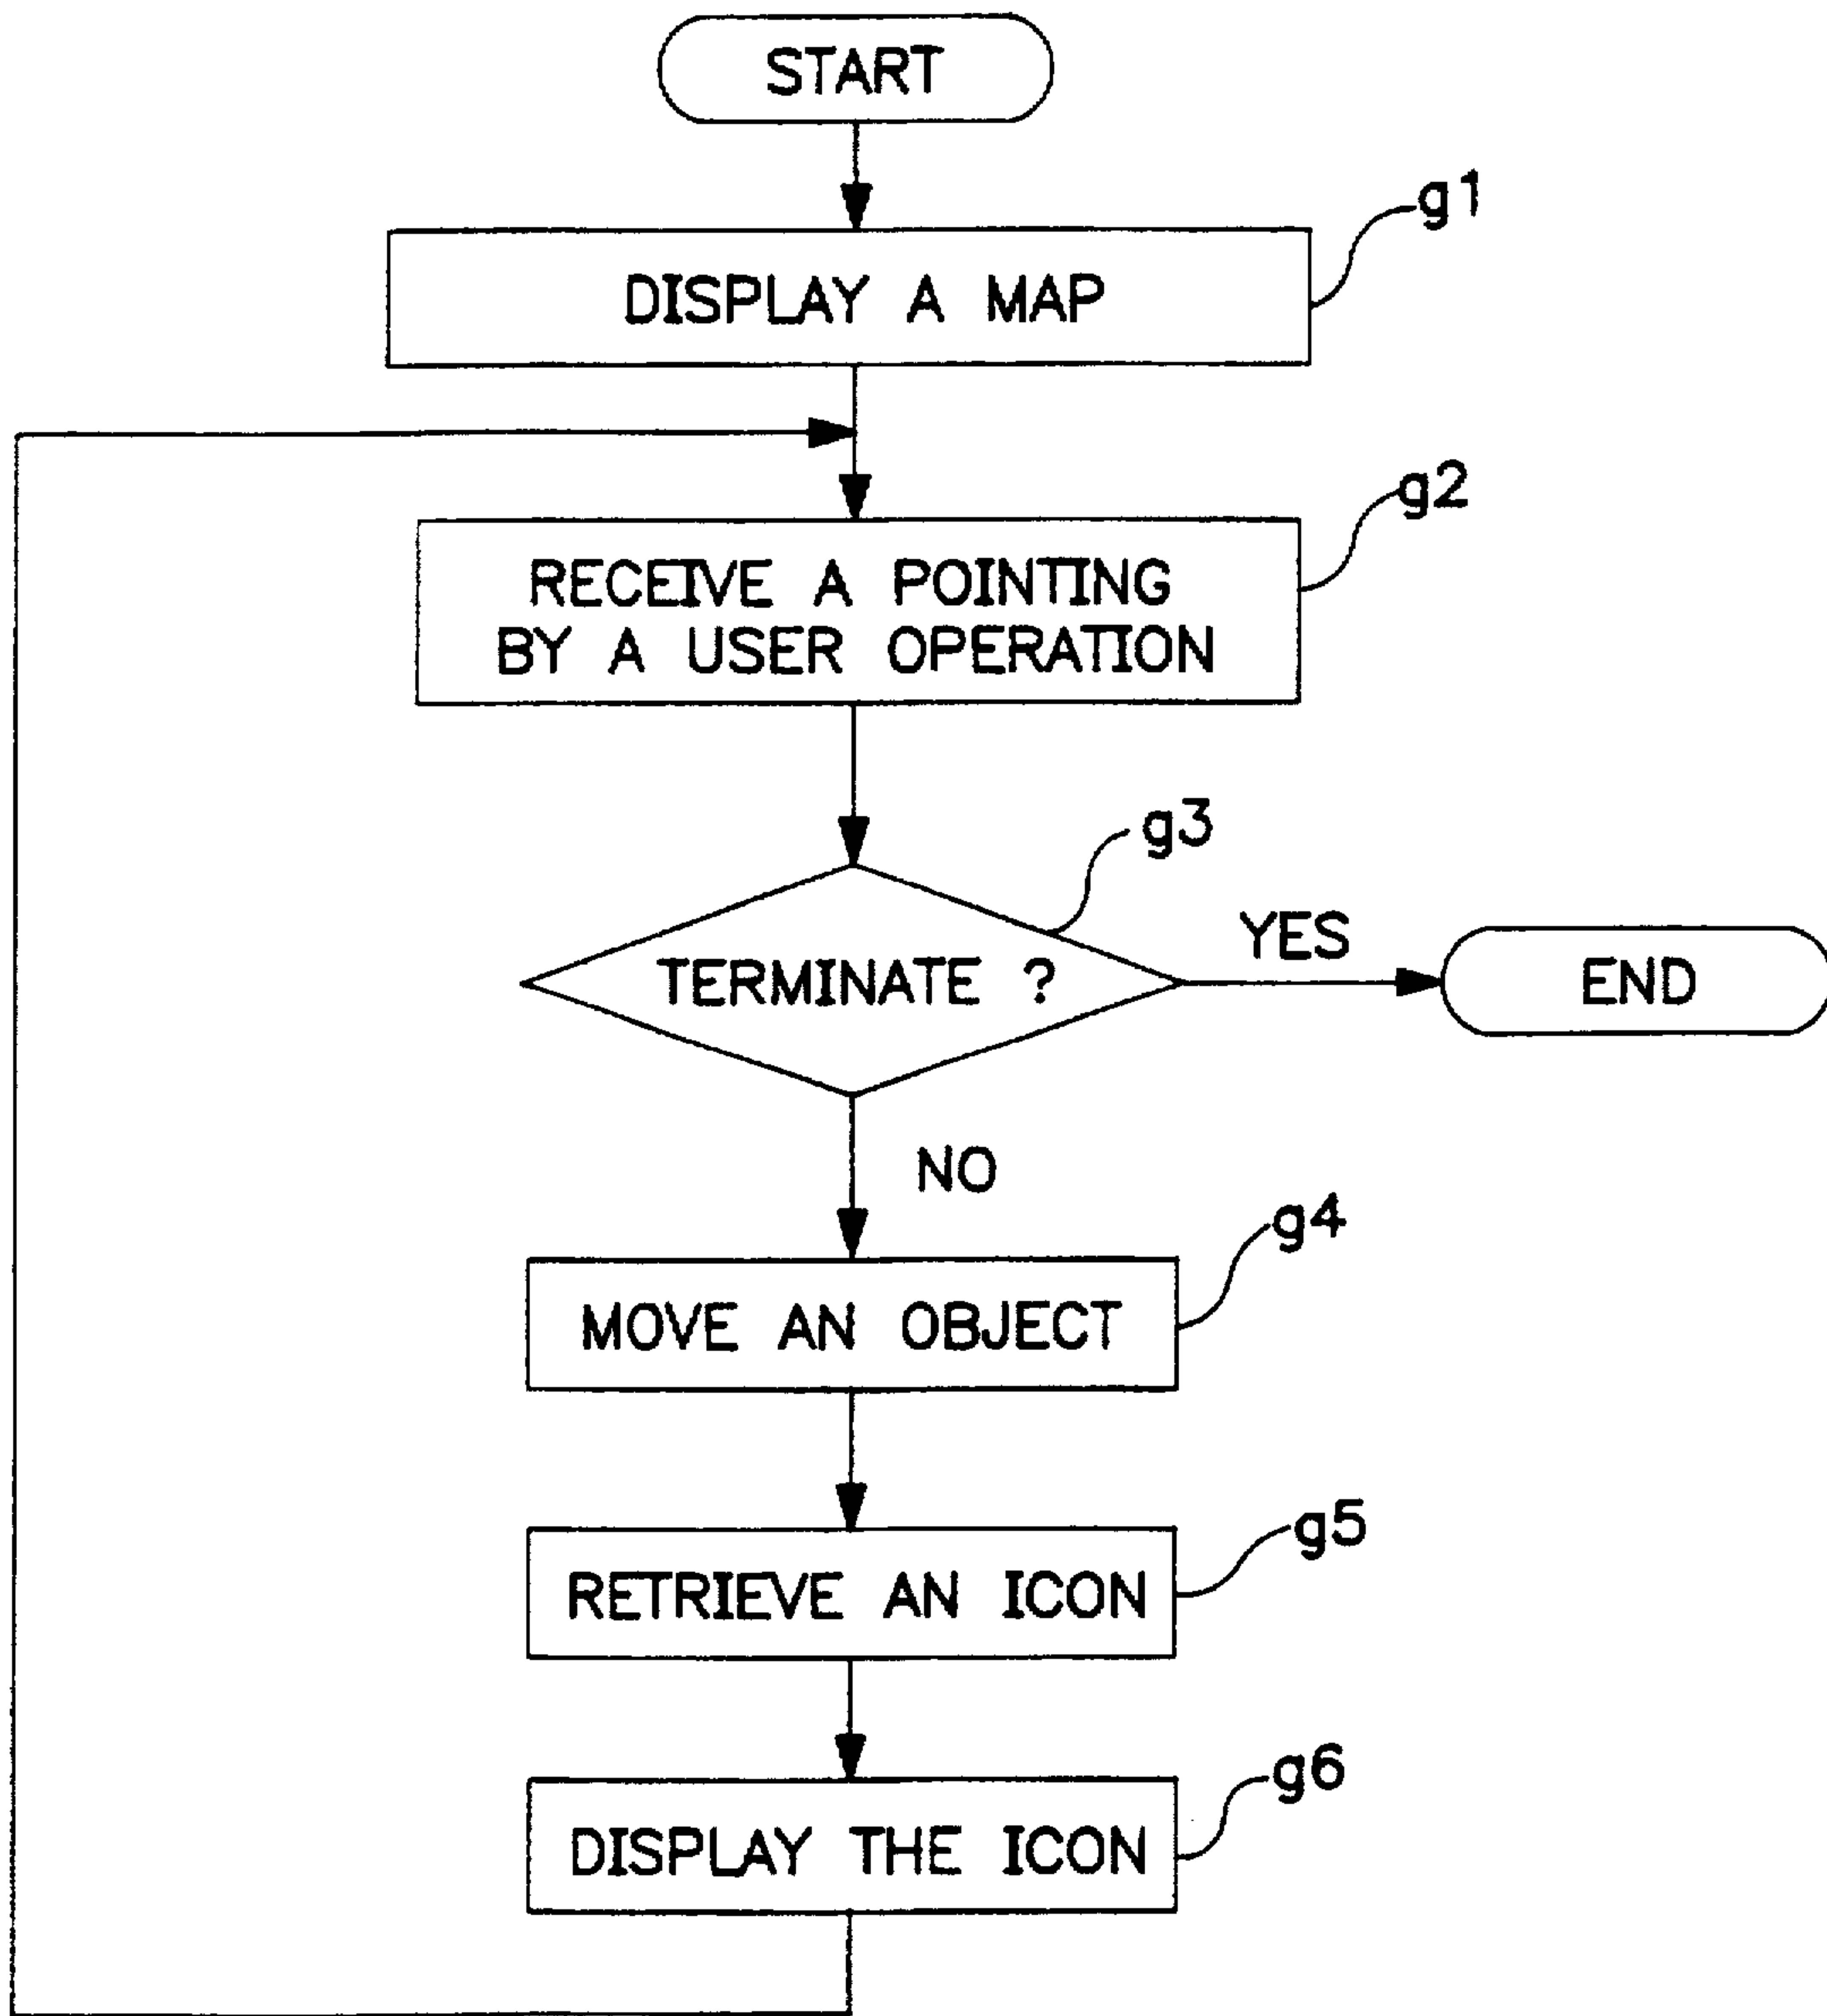 START
g1
DISPLAY A MAP
g2
RECEIVE A POINTING
BY A USER OPERATION
g3
TERMINATE ?
YES
END
NO
g4
MOVE AN OBJECT
g5
RETRIEVE AN ICON
g6
DISPLAY THE ICON